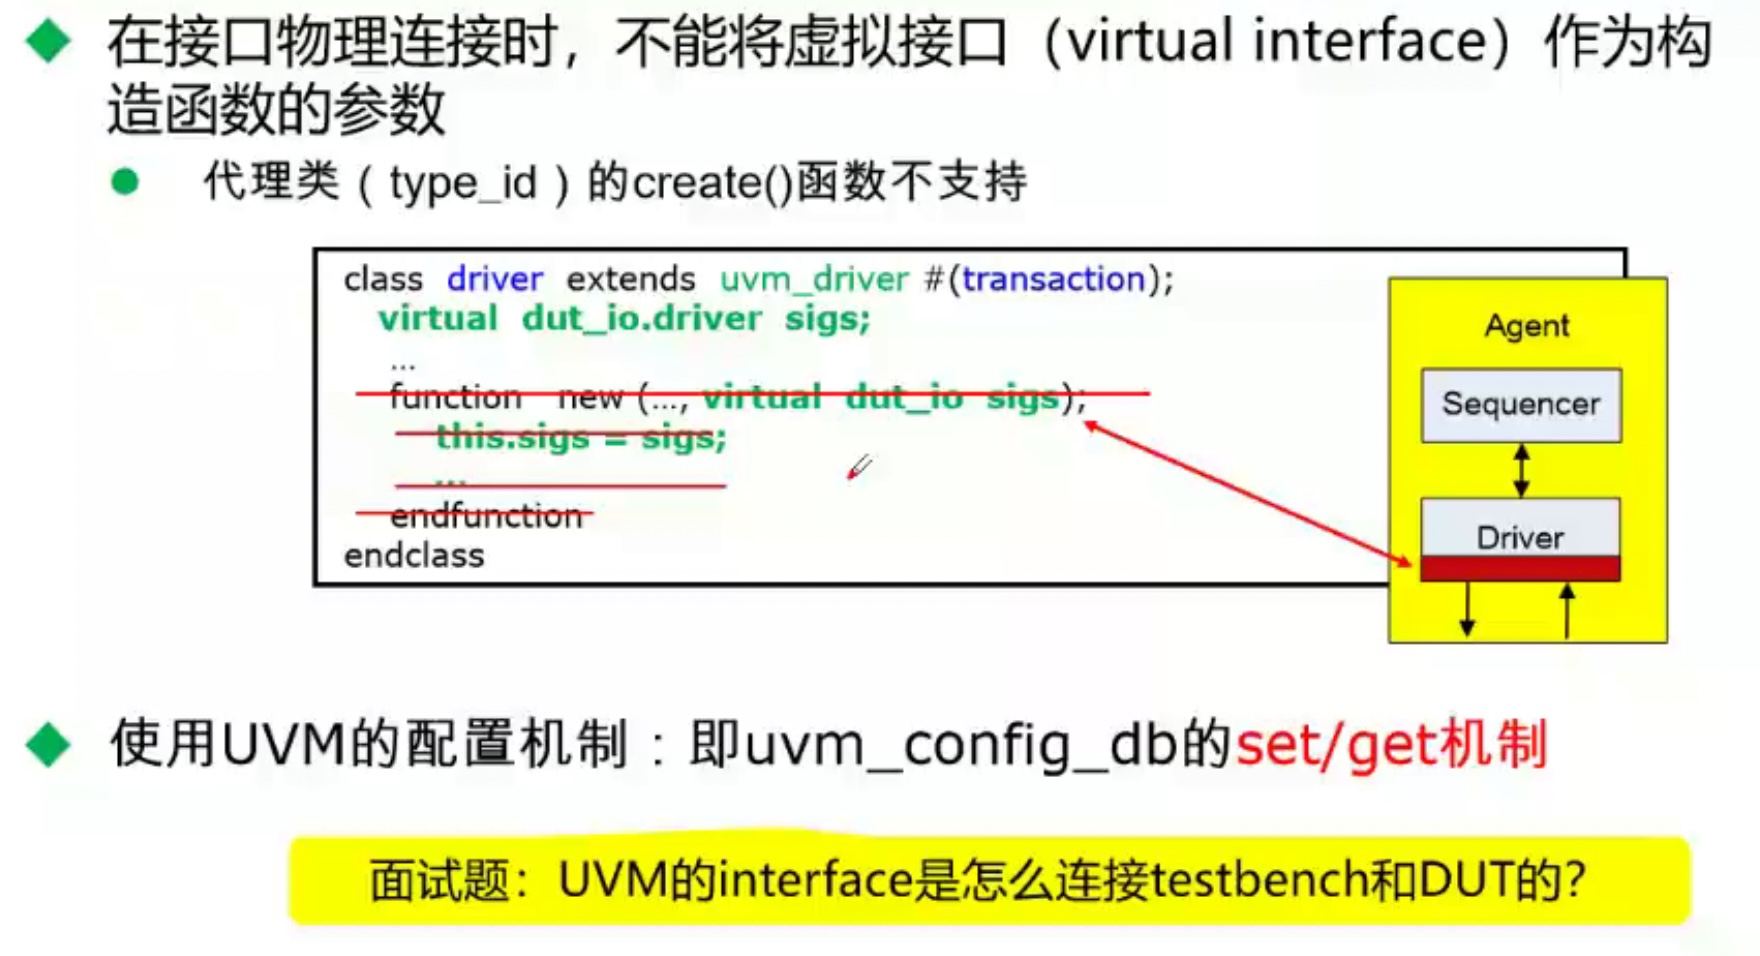 在接口物理连接时，不能将虚拟接口（virtual interface）作为构
造函数的参数
代理类（type_id）的create()函数不支持
class driver extends uvm_driver #(transaction);
virtual dut_io.driver sigs;
...
function new (..., virtual dut_io sigs);
this.sigs = sigs;
...
endfunction
endclass
Agent
Sequencer
Driver
使用UVM的配置机制：即uvm_config_db的set/get机制
面试题：UVM的interface是怎么连接testbench和DUT的？